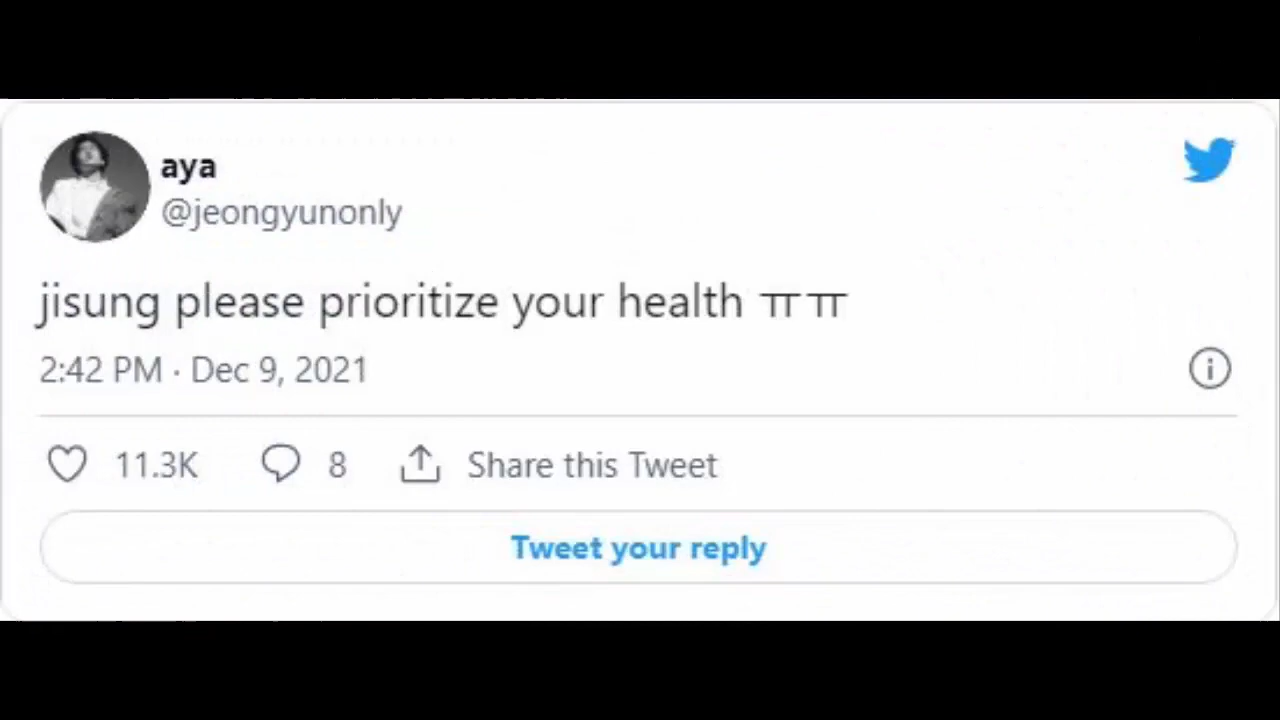 aya
@jeongyunonly
jisung please prioritize your health ㅠㅠ
2:42 PM · Dec 9, 2021
11.3K 8 Share this Tweet
Tweet your reply